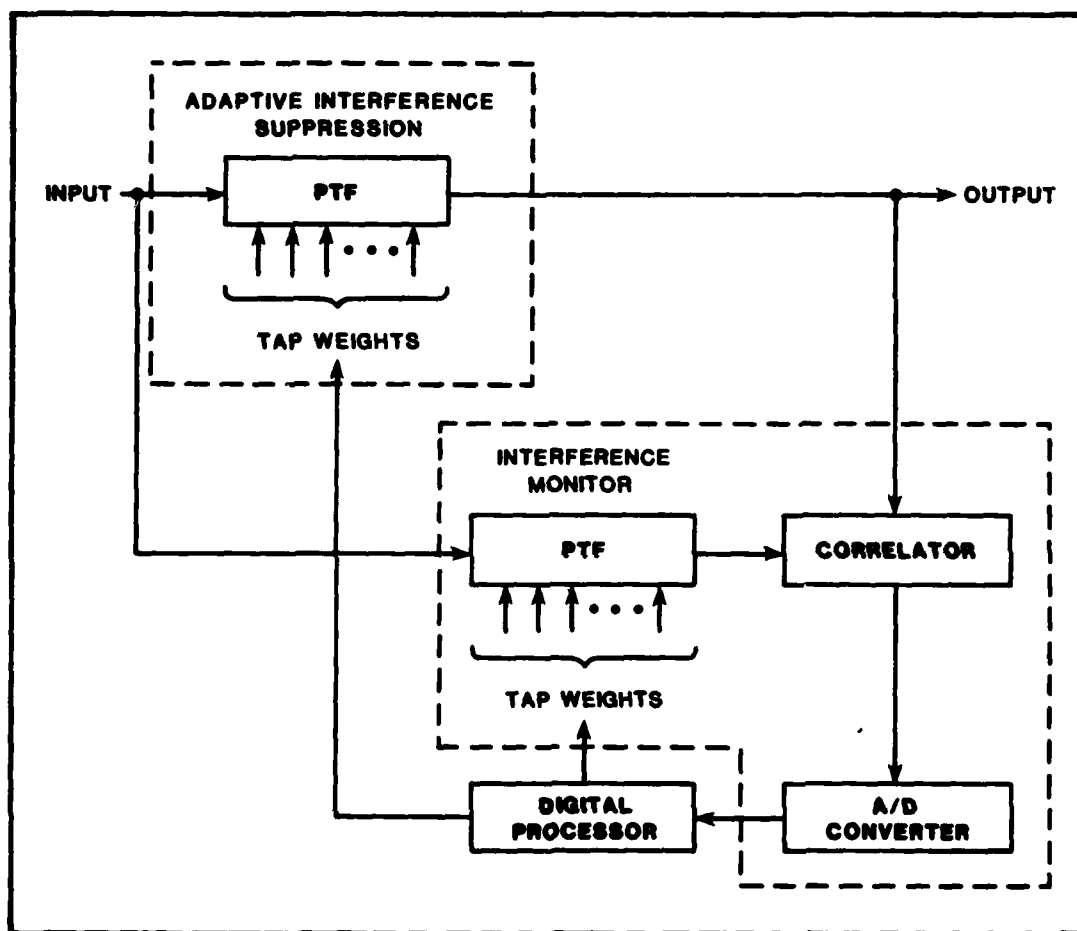 ADAPTIVE INTERFERENCE
SUPPRESSION
INPUT
PTF
OUTPUT
TAP WEIGHTS
INTERFERENCE
MONITOR
PTF
CORRELATOR
TAP WEIGHTS
DIGITAL
PROCESSOR
A/D
CONVERTER